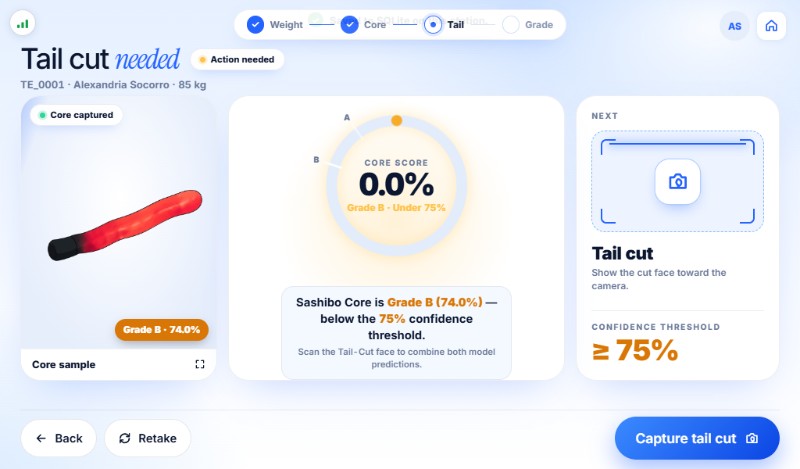 Weight
Core
Tail
Grade
AS
Tail cut needed
Action needed
TE_0001 · Alexandria Socorro · 85 kg
Core captured
Grade B · 74.0%
Core sample
A
B
CORE SCORE
0.0%
Grade B · Under 75%
Sashibo Core is Grade B (74.0%) —
below the 75% confidence
threshold.
Scan the Tail-Cut face to combine both model
predictions.
NEXT
Tail cut
Show the cut face toward the
camera.
CONFIDENCE THRESHOLD
≥ 75%
Back
Retake
Capture tail cut